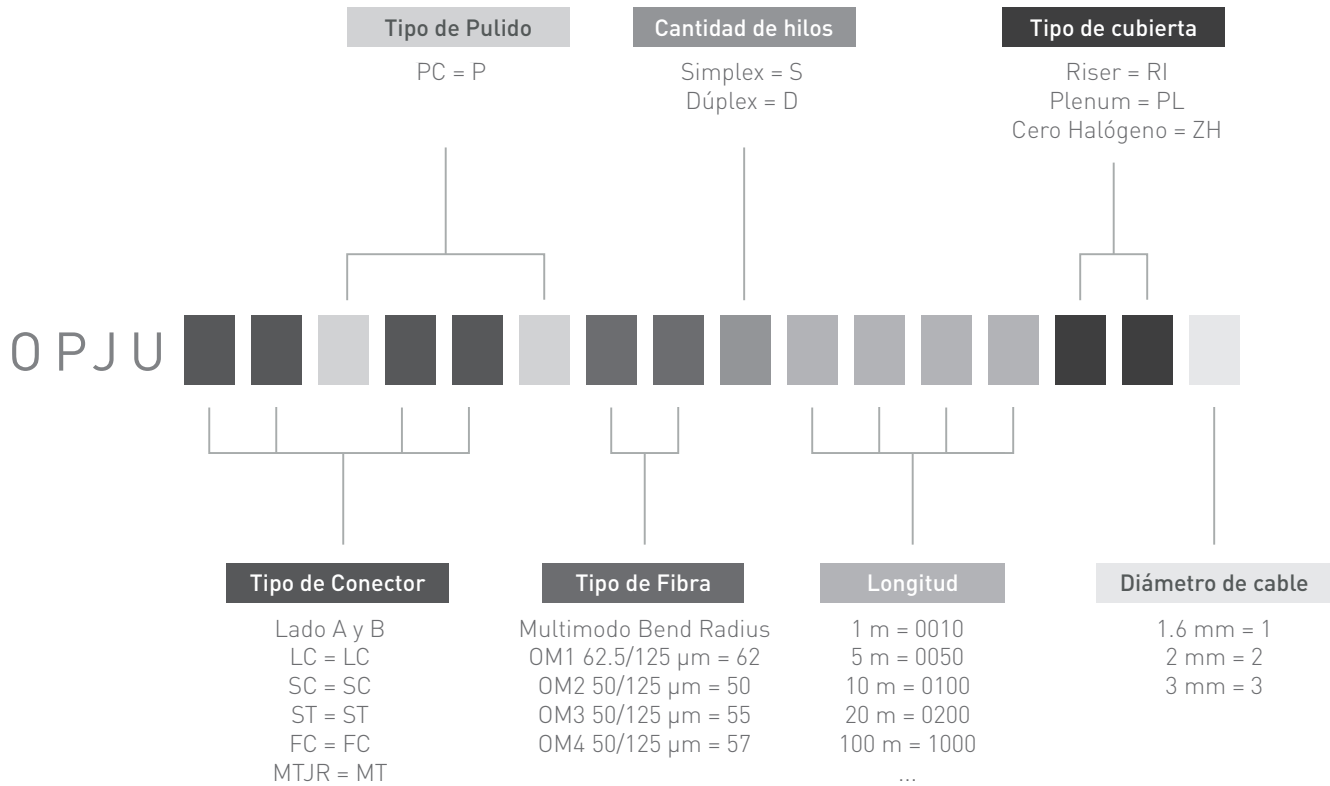 Tipo de Pulido
PC = P
Cantidad de hilos
Simplex = S
Dúplex = D
Tipo de cubierta
Riser = RI
Plenum = PL
Cero Halógeno = ZH
OPJU
Tipo de Conector
Lado A y B
LC = LC
SC = SC
ST = ST
FC = FC
MTJR = MT
Tipo de Fibra
Multimodo Bend Radius
OM1 62.5/125 µm = 62
OM2 50/125 µm = 50
OM3 50/125 µm = 55
OM4 50/125 µm = 57
Longitud
1 m = 0010
5 m = 0050
10 m = 0100
20 m = 0200
100 m = 1000
...
Diámetro de cable
1.6 mm = 1
2 mm = 2
3 mm = 3